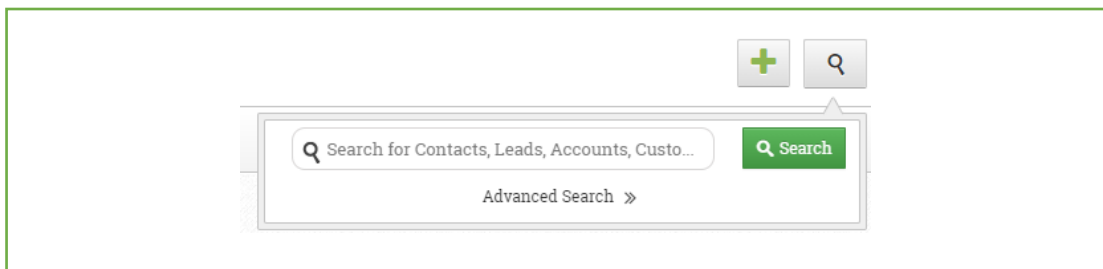 Search for Contacts, Leads, Accounts, Custo...
Search
Advanced Search »